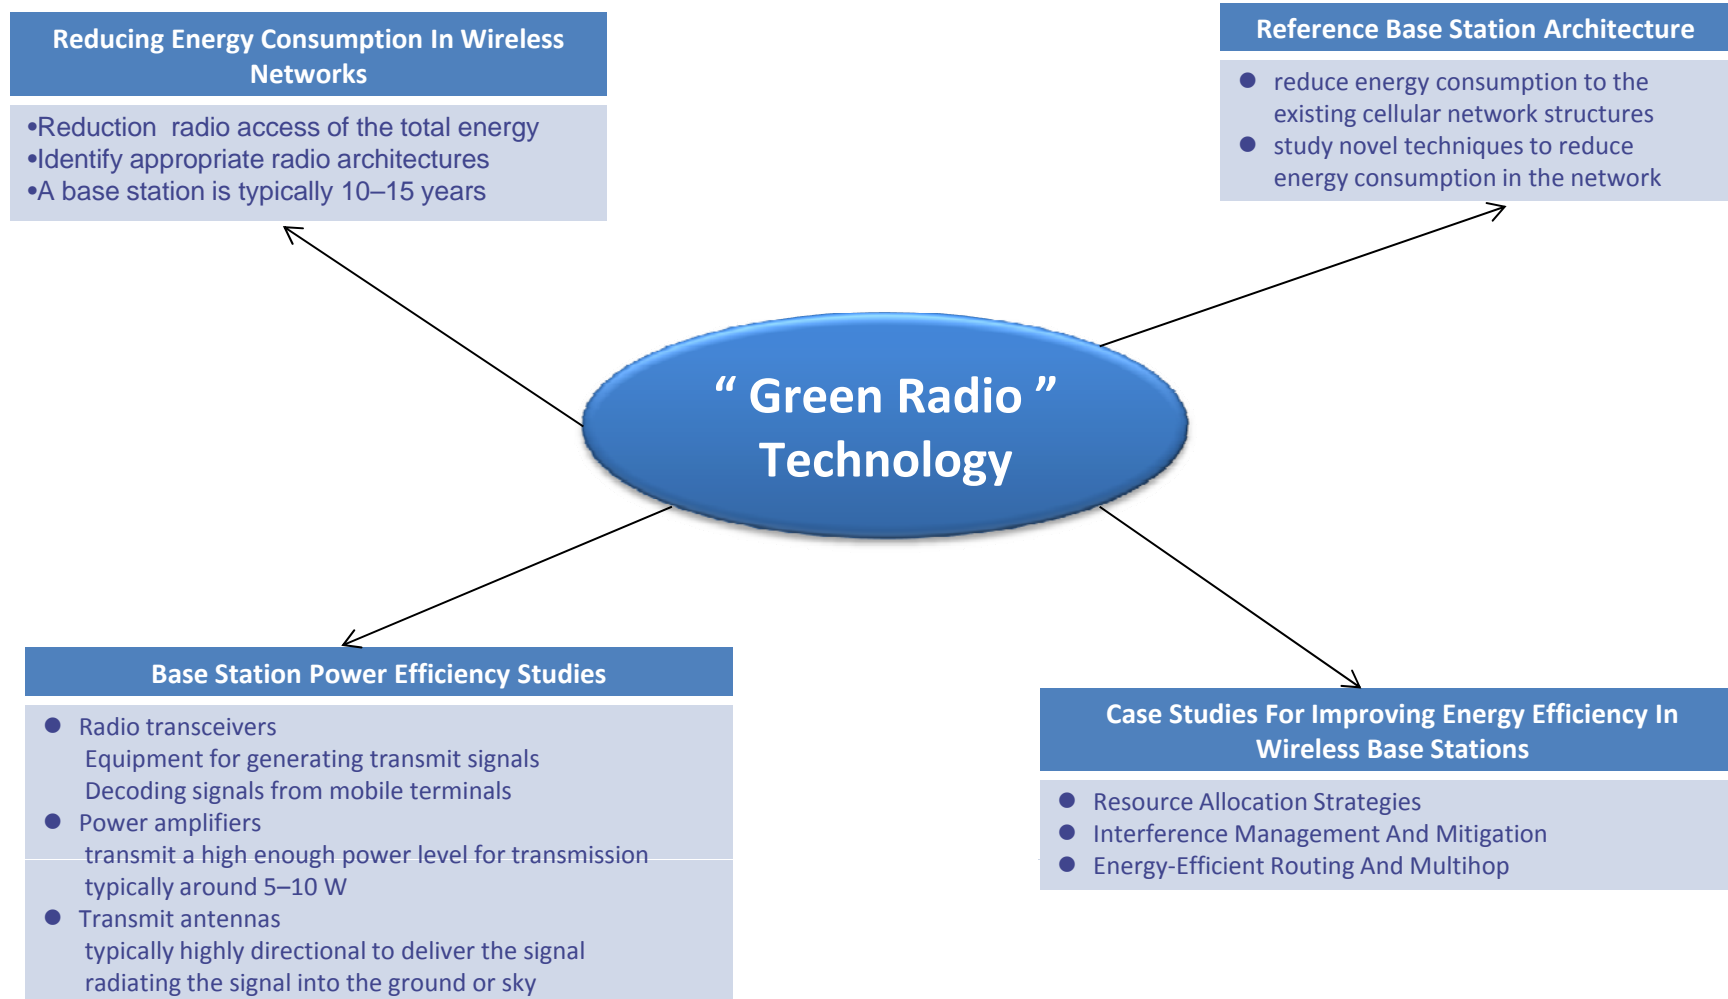 Reducing Energy Consumption In Wireless
Networks
•Reduction  radio access of the total energy
•Identify appropriate radio architectures
•A base station is typically 10–15 years
Reference Base Station Architecture
● reduce energy consumption to the
existing cellular network structures
● study novel techniques to reduce
energy consumption in the network
“ Green Radio ”
Technology
Base Station Power Efficiency Studies
● Radio transceivers
Equipment for generating transmit signals
Decoding signals from mobile terminals
● Power amplifiers
transmit a high enough power level for transmission
typically around 5–10 W
● Transmit antennas
typically highly directional to deliver the signal
radiating the signal into the ground or sky
Case Studies For Improving Energy Efficiency In
Wireless Base Stations
● Resource Allocation Strategies
● Interference Management And Mitigation
● Energy-Efficient Routing And Multihop